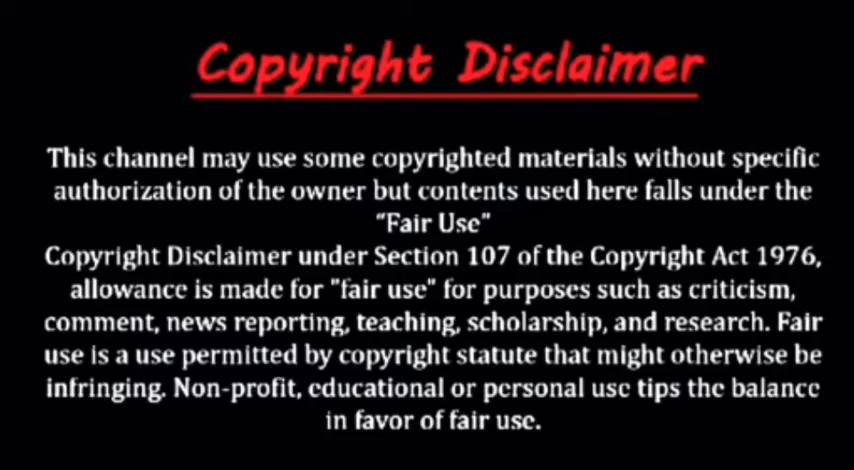 Copyright Disclaimer
This channel may use some copyrighted materials without specific
authorization of the owner but contents used here falls under the
"Fair Use"
Copyright Disclaimer under Section 107 of the Copyright Act 1976,
allowance is made for "fair use" for purposes such as criticism,
comment, news reporting, teaching, scholarship, and research. Fair
use is a use permitted by copyright statute that might otherwise be
infringing. Non-profit, educational or personal use tips the balance
in favor of fair use.